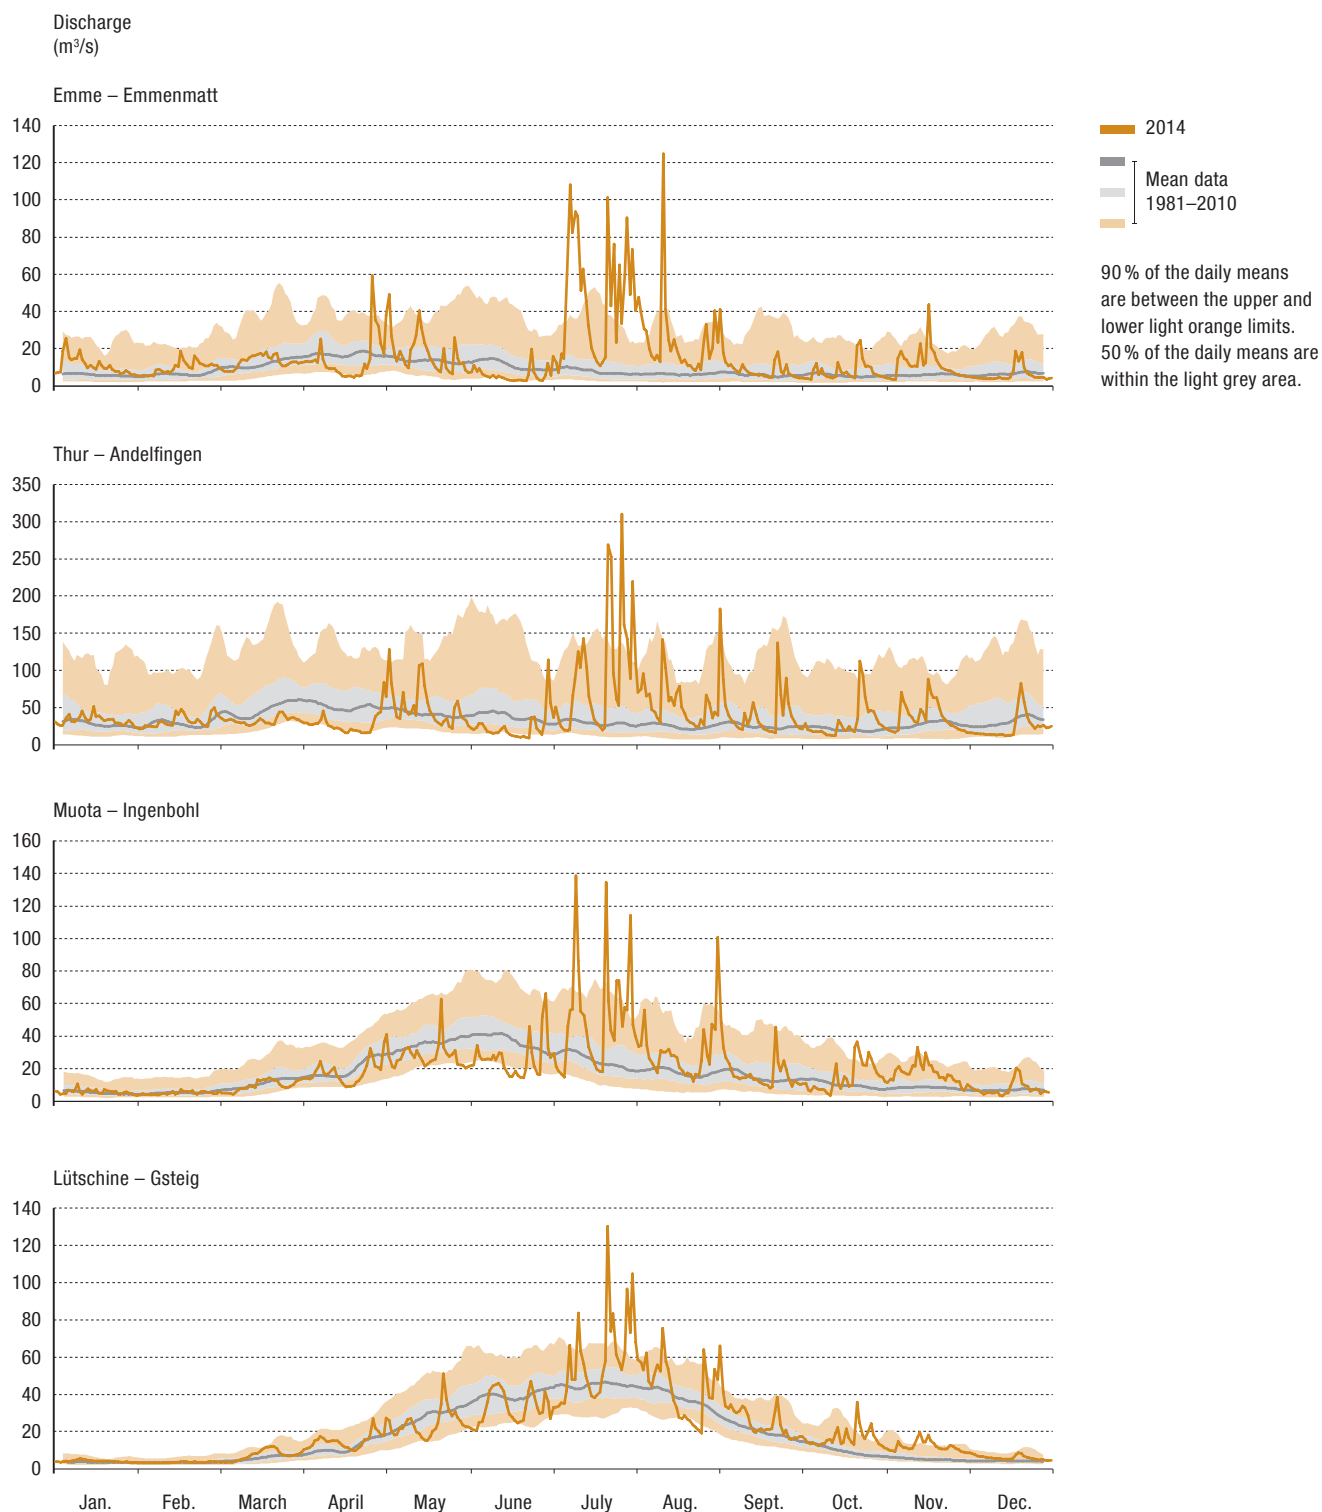 Discharge
(m³/s)
Emme – Emmenmatt
140
120
100
80
60
40
20
0
2014
Mean data
1981–2010
90 % of the daily means
are between the upper and
lower light orange limits.
50 % of the daily means are
within the light grey area.
Thur – Andelfingen
350
300
250
200
150
100
50
0
Muota – Ingenbohl
160
140
120
100
80
60
40
20
0
Lütschine – Gsteig
140
120
100
80
60
40
20
0
Jan. Feb. March April May June July Aug. Sept. Oct. Nov. Dec.